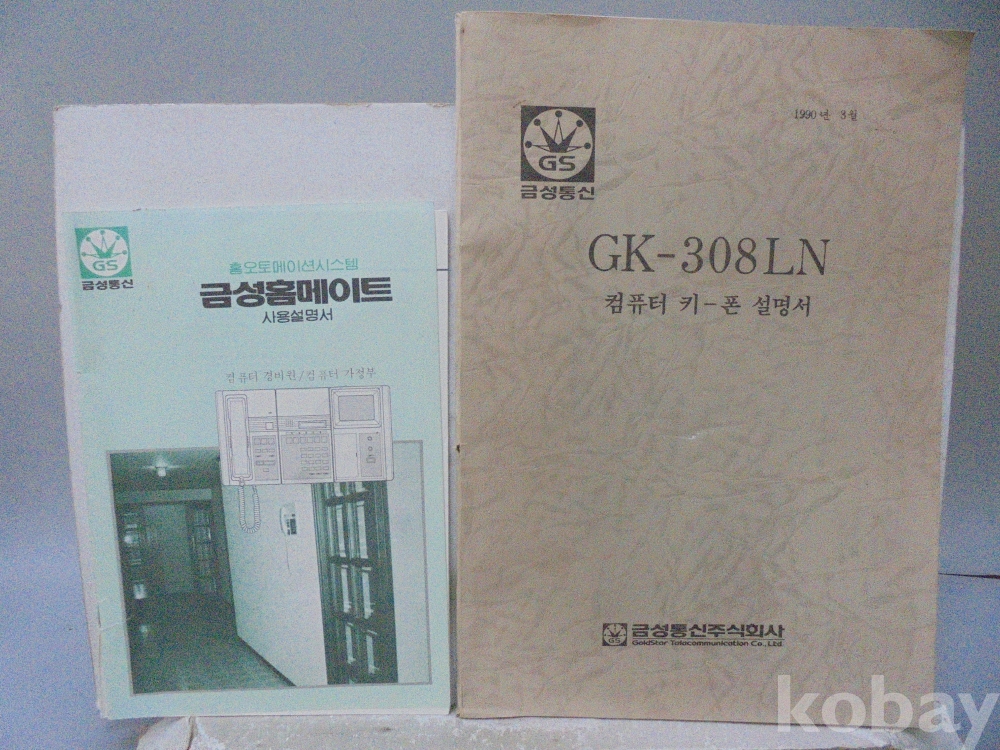 GS
금성통신
홈오토메이션시스템
금성홈메이트
사용설명서
컴퓨터 경비원/컴퓨터 가정부
GS
금성통신
1990년 8월
GK-308LN
컴퓨터 키-폰 설명서
GS
금성통신주식회사
GoldStar Telecommunication Co., Ltd
kobay